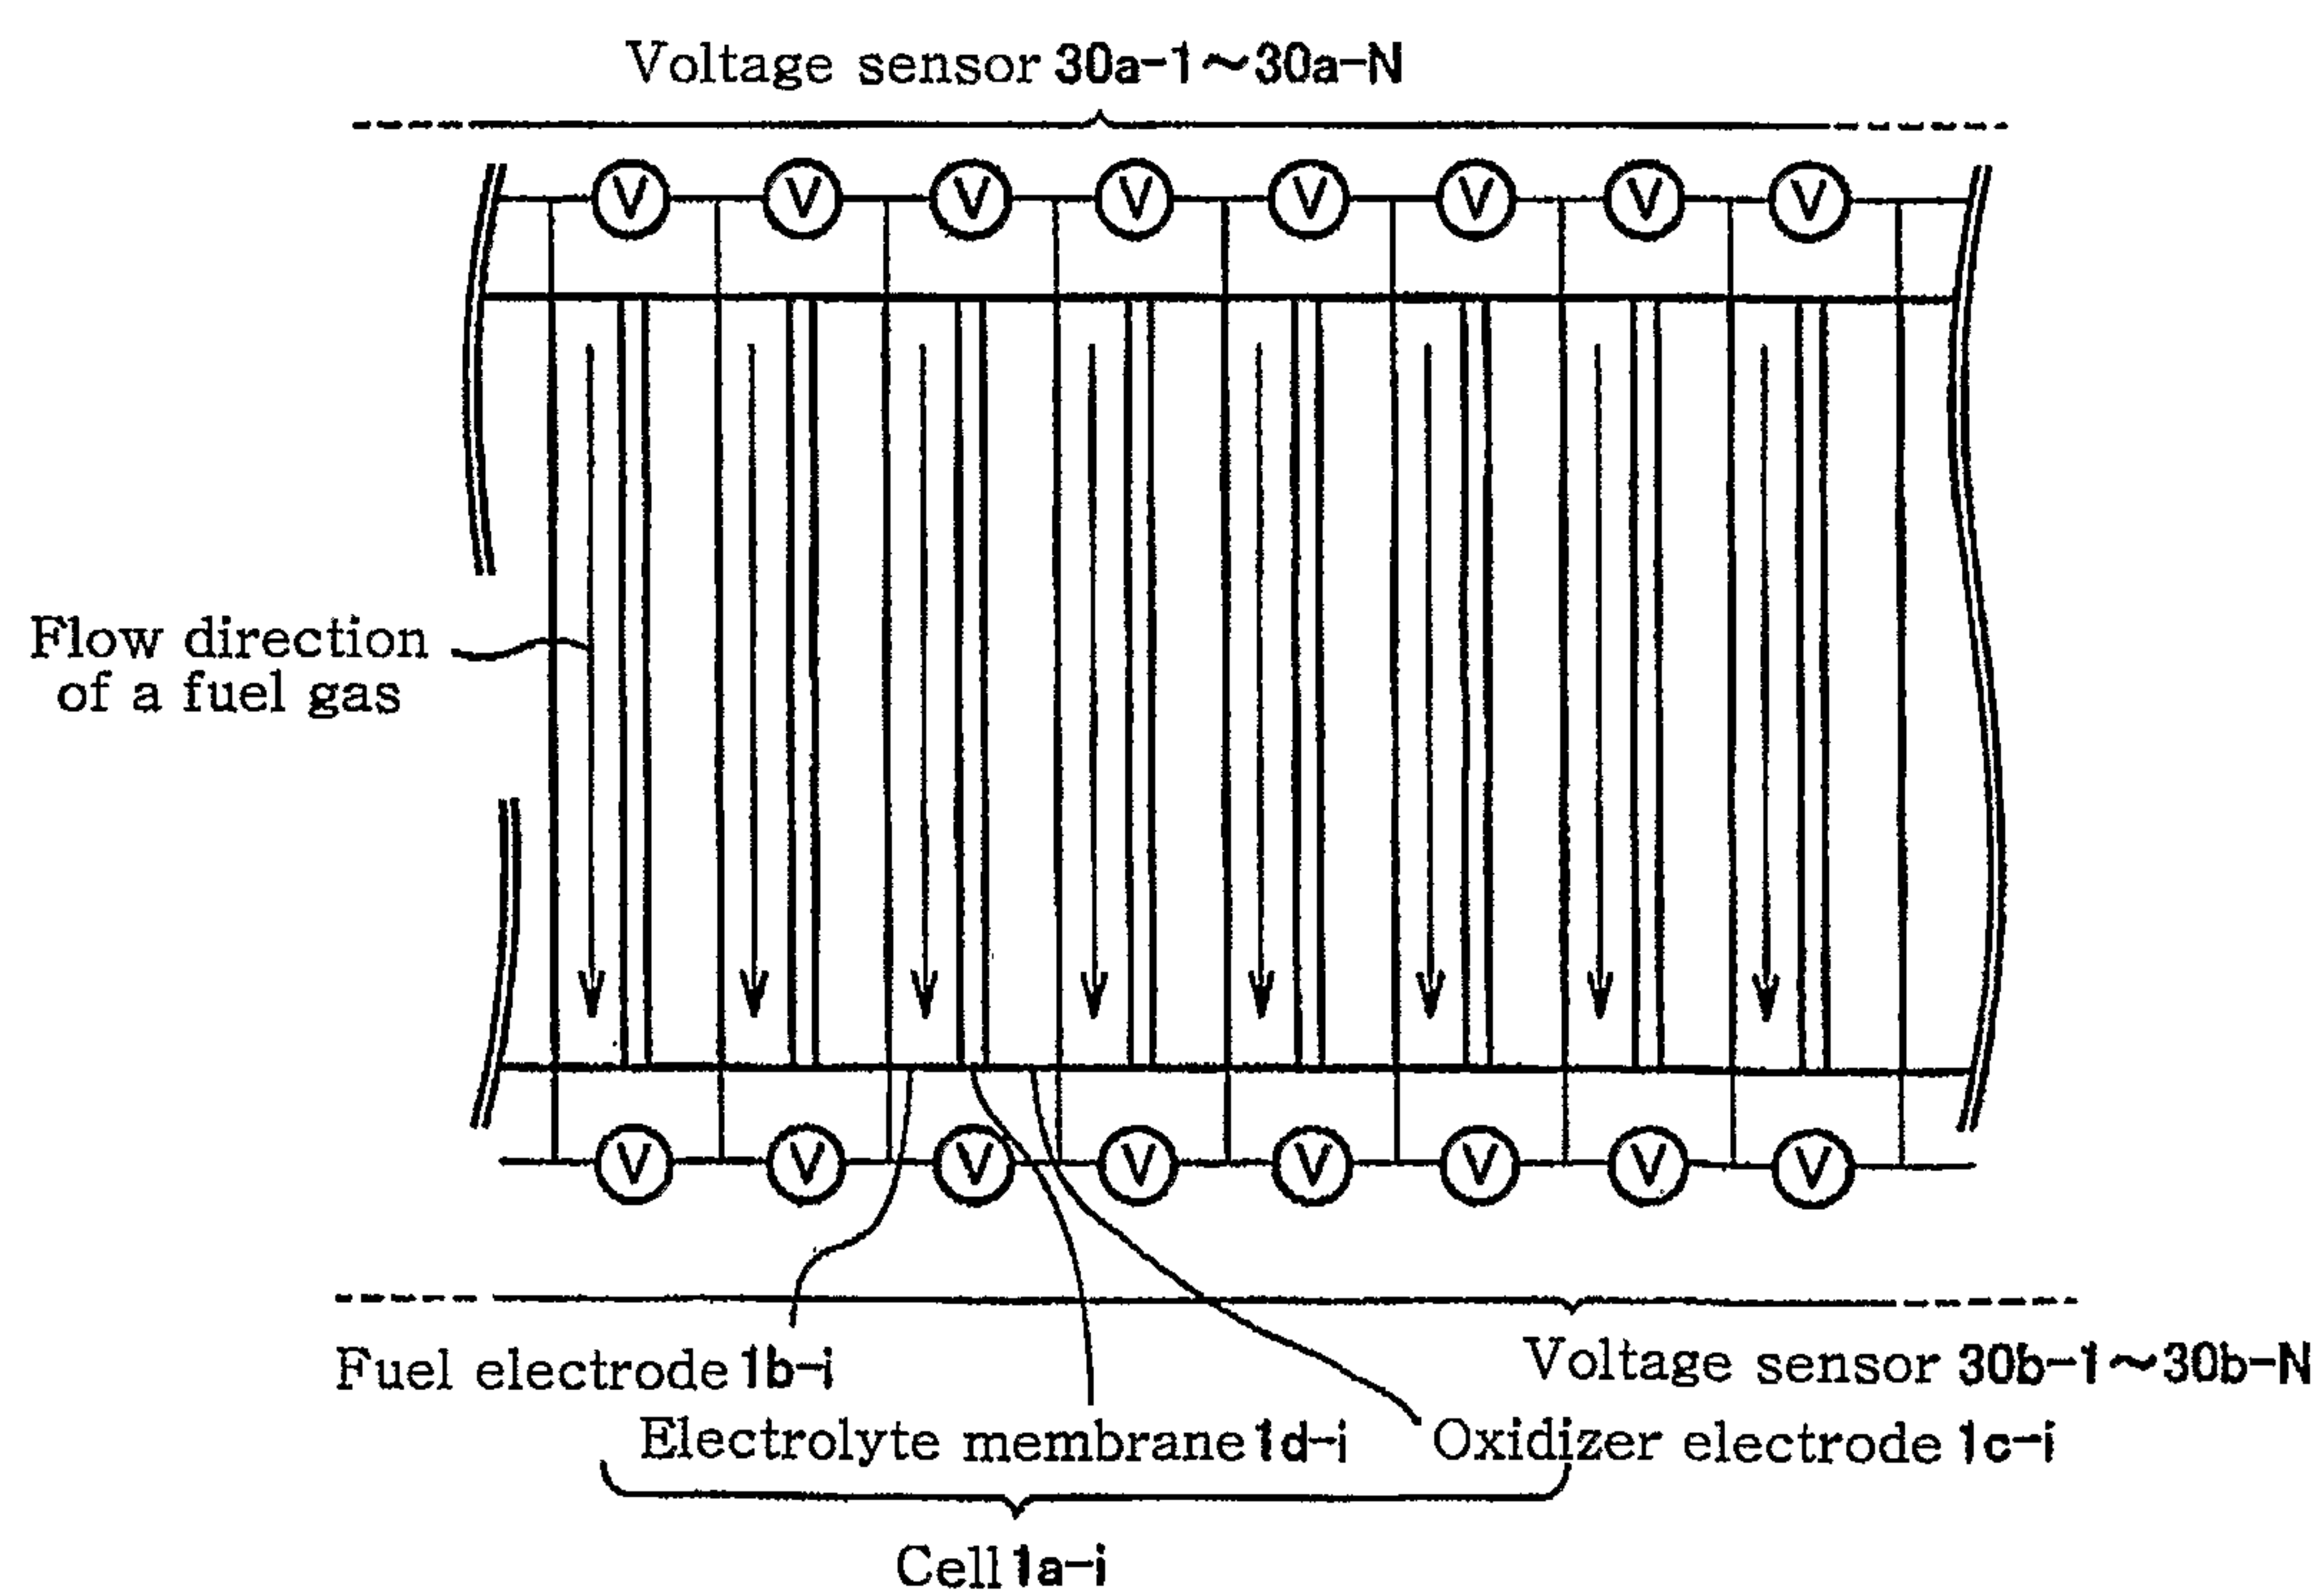 Voltage sensor 30a-1~30a-N
V V V V V V V V
Flow direction
of a fuel gas
V V V V V V V V
Fuel electrode 1b-i
Voltage sensor 30b-1~30b-N
Electrolyte membrane 1d-i
Oxidizer electrode 1c-i
Cell 1a-i